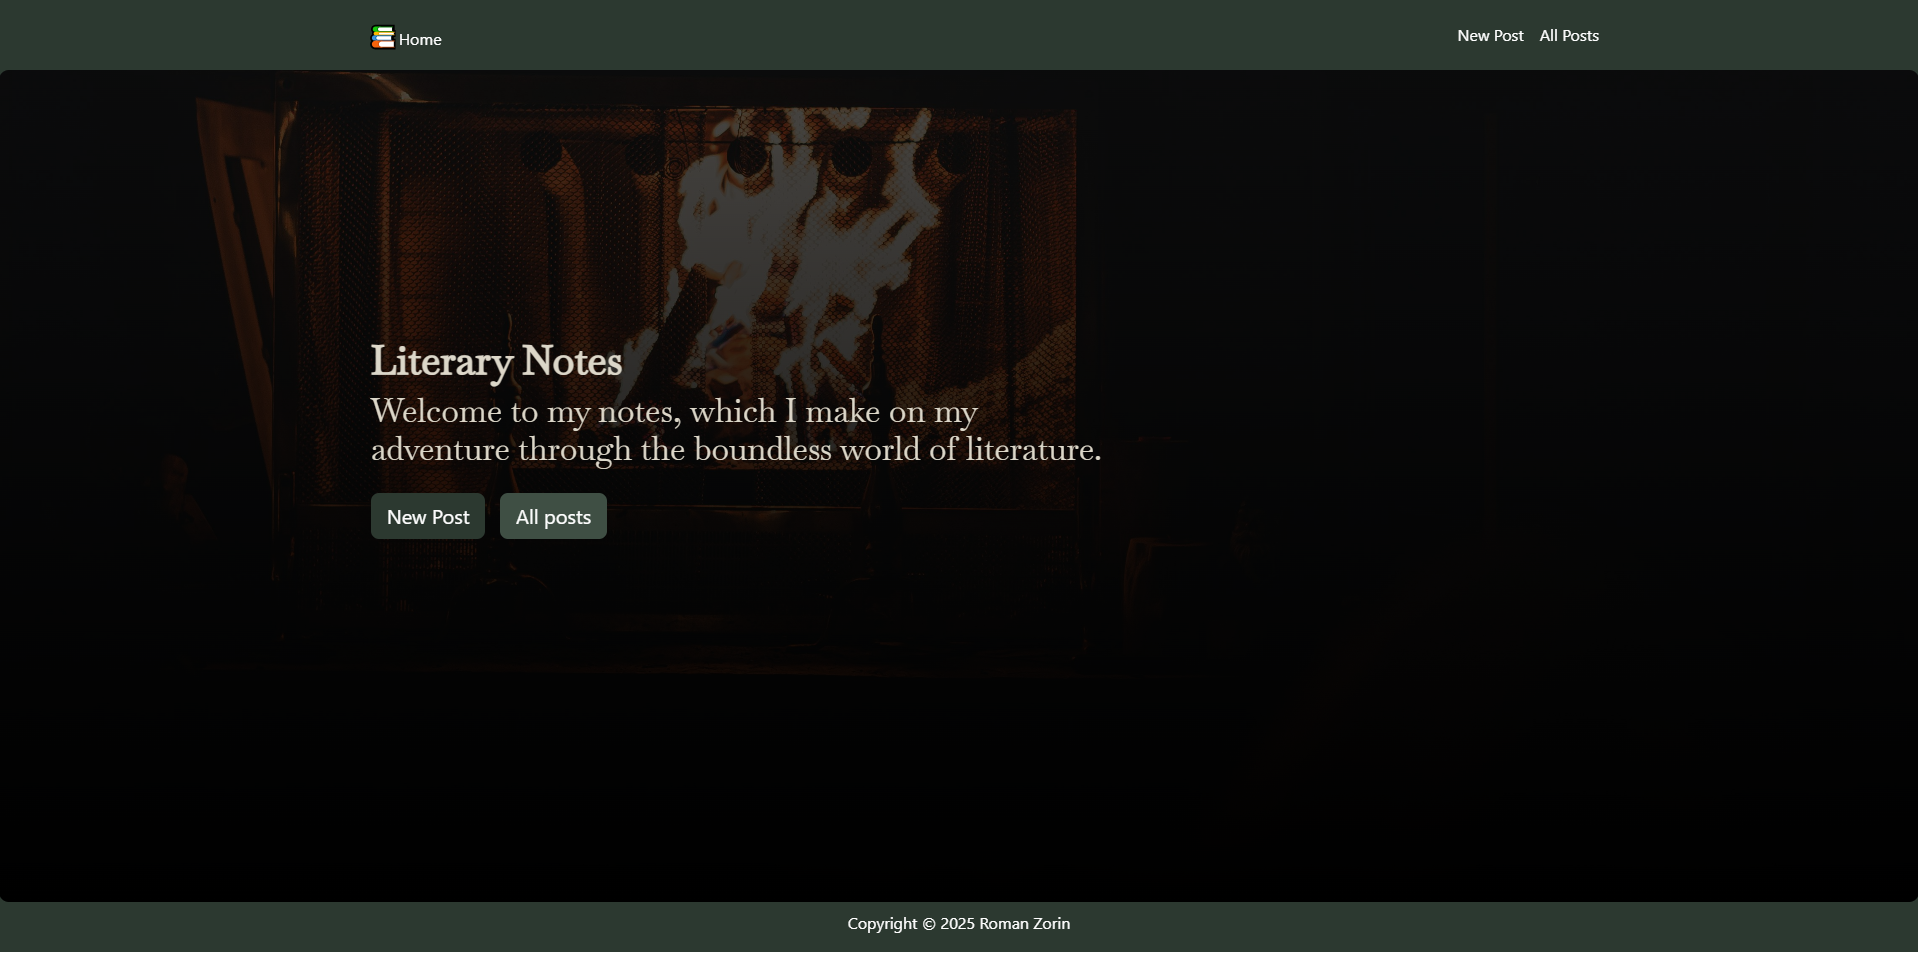 Home
New Post
All Posts
Literary Notes
Welcome to my notes, which I make on my
adventure through the boundless world of literature.
New Post
All posts
Copyright © 2025 Roman Zorin